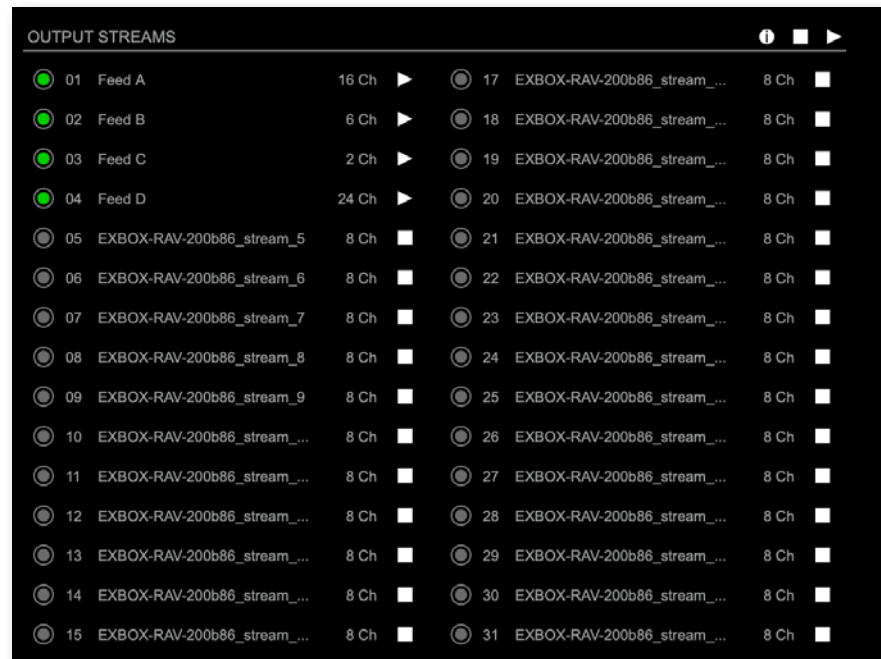 OUTPUT STREAMS
01 Feed A 16 Ch
02 Feed B 6 Ch
03 Feed C 2 Ch
04 Feed D 24 Ch
05 EXBOX-RAV-200b86_stream_5 8 Ch
06 EXBOX-RAV-200b86_stream_6 8 Ch
07 EXBOX-RAV-200b86_stream_7 8 Ch
08 EXBOX-RAV-200b86_stream_8 8 Ch
09 EXBOX-RAV-200b86_stream_9 8 Ch
10 EXBOX-RAV-200b86_stream_... 8 Ch
11 EXBOX-RAV-200b86_stream_... 8 Ch
12 EXBOX-RAV-200b86_stream_... 8 Ch
13 EXBOX-RAV-200b86_stream_... 8 Ch
14 EXBOX-RAV-200b86_stream_... 8 Ch
15 EXBOX-RAV-200b86_stream_... 8 Ch
17 EXBOX-RAV-200b86_stream_... 8 Ch
18 EXBOX-RAV-200b86_stream_... 8 Ch
19 EXBOX-RAV-200b86_stream_... 8 Ch
20 EXBOX-RAV-200b86_stream_... 8 Ch
21 EXBOX-RAV-200b86_stream_... 8 Ch
22 EXBOX-RAV-200b86_stream_... 8 Ch
23 EXBOX-RAV-200b86_stream_... 8 Ch
24 EXBOX-RAV-200b86_stream_... 8 Ch
25 EXBOX-RAV-200b86_stream_... 8 Ch
26 EXBOX-RAV-200b86_stream_... 8 Ch
27 EXBOX-RAV-200b86_stream_... 8 Ch
28 EXBOX-RAV-200b86_stream_... 8 Ch
29 EXBOX-RAV-200b86_stream_... 8 Ch
30 EXBOX-RAV-200b86_stream_... 8 Ch
31 EXBOX-RAV-200b86_stream_... 8 Ch